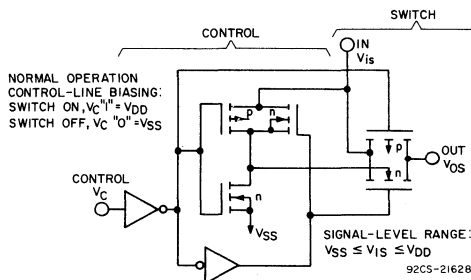 SWITCH
CONTROL
IN
Vis
NORMAL OPERATION
CONTROL-LINE BIASING:
SWITCH ON, VC "1" = VDD
SWITCH OFF, VC "0" = VSS
p
n
p
n
OUT
VOS
CONTROL
VC
n
VSS
SIGNAL-LEVEL RANGE:
VSS ≤ VIS ≤ VDD
92CS-21628